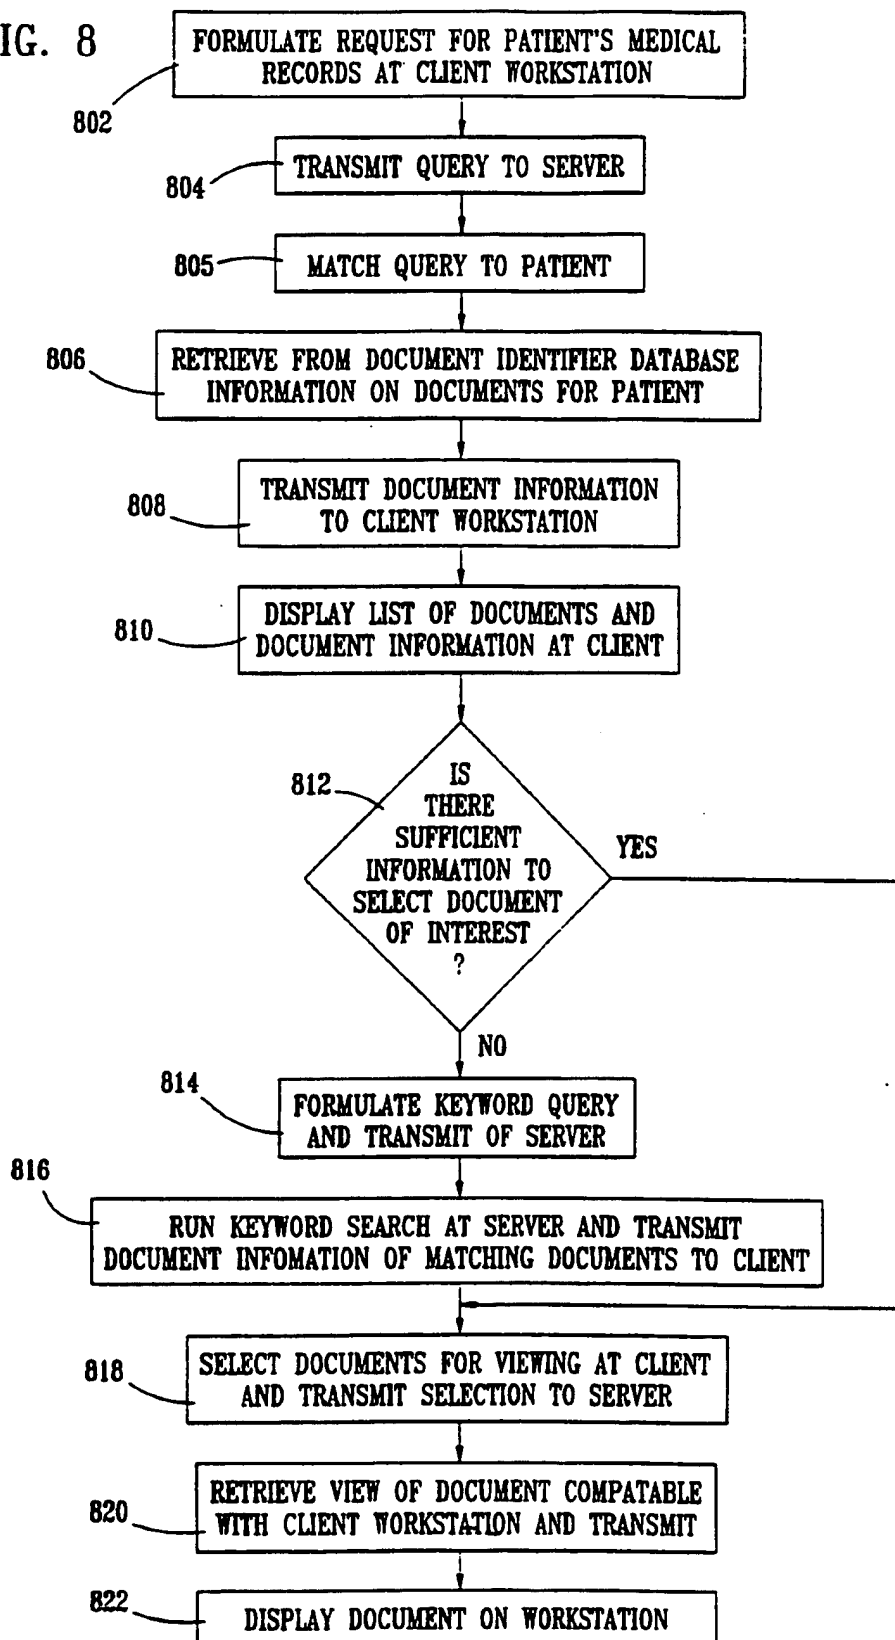 IG. 8
FORMULATE REQUEST FOR PATIENT'S MEDICAL
RECORDS AT CLIENT WORKSTATION
802
TRANSMIT QUERY TO SERVER
804
MATCH QUERY TO PATIENT
805
RETRIEVE FROM DOCUMENT IDENTIFIER DATABASE
INFORMATION ON DOCUMENTS FOR PATIENT
806
TRANSMIT DOCUMENT INFORMATION
TO CLIENT WORKSTATION
808
DISPLAY LIST OF DOCUMENTS AND
DOCUMENT INFORMATION AT CLIENT
810
812
IS
THERE
SUFFICIENT
INFORMATION TO
SELECT DOCUMENT
OF INTEREST
?
YES
NO
814
FORMULATE KEYWORD QUERY
AND TRANSMIT OF SERVER
816
RUN KEYWORD SEARCH AT SERVER AND TRANSMIT
DOCUMENT INFOMATION OF MATCHING DOCUMENTS TO CLIENT
818
SELECT DOCUMENTS FOR VIEWING AT CLIENT
AND TRANSMIT SELECTION TO SERVER
820
RETRIEVE VIEW OF DOCUMENT COMPATABLE
WITH CLIENT WORKSTATION AND TRANSMIT
822
DISPLAY DOCUMENT ON WORKSTATION